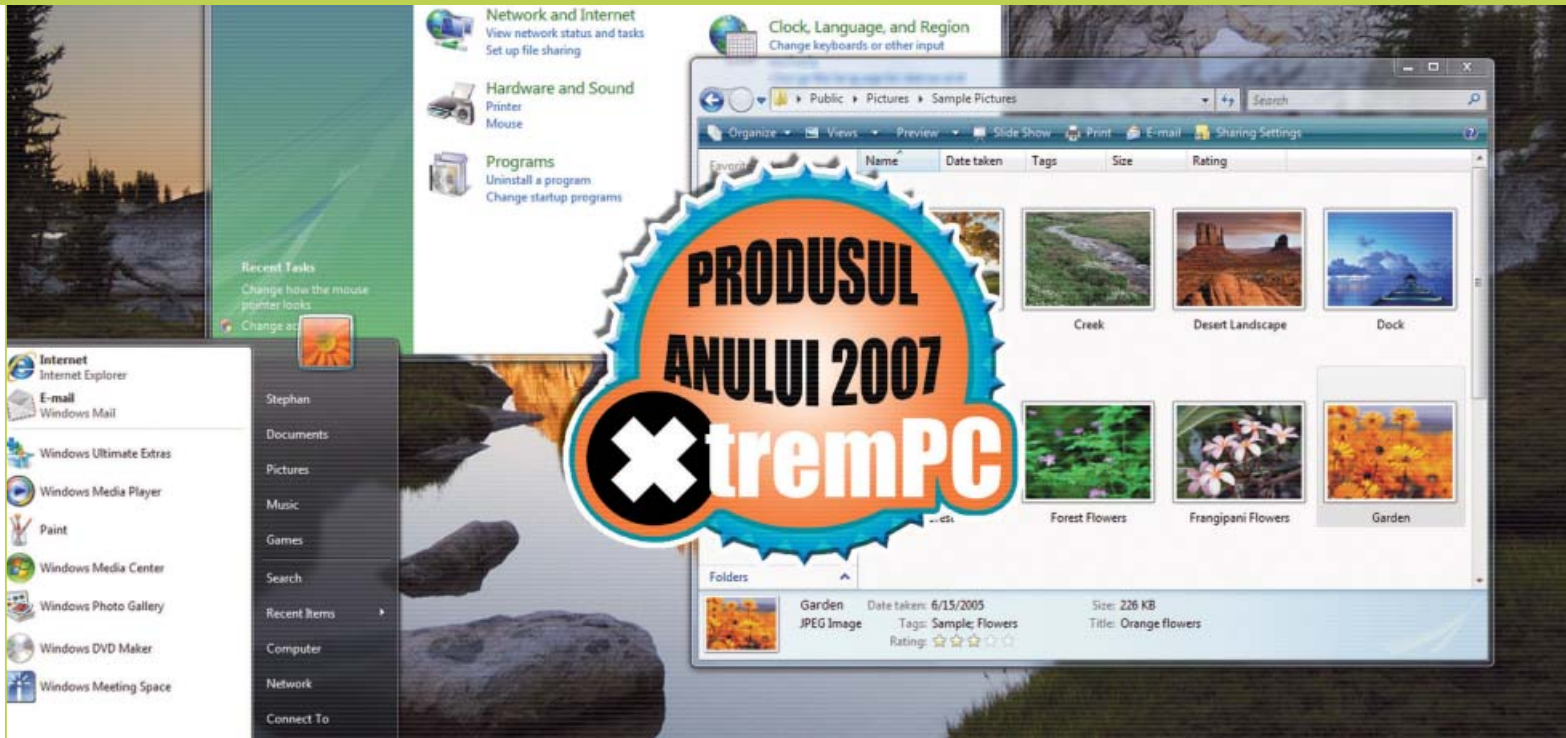 Network and Internet
View network status and tasks
Set up file sharing
Hardware and Sound
Printer
Mouse
Programs
Uninstall a program
Change startup programs
Clock, Language, and Region
Change keyboards or other input
Recent Tasks
Change how the mouse
pointer looks
Change ac
Public Pictures Sample Pictures
Search
Organize Views Preview Slide Show Print E-mail Sharing Settings
Name Date taken Tags Size Rating
Creek Desert Landscape Dock
Forest Flowers Frangipani Flowers Garden
Folders
Garden Date taken: 6/15/2005 Size: 226 KB
JPEG Image Tags: Sample; Flowers Title: Orange flowers
Rating:
PRODUSUL
ANULUI 2007
XtremPC
Internet
Internet Explorer
E-mail
Windows Mail
Windows Ultimate Extras
Windows Media Player
Paint
Windows Media Center
Windows Photo Gallery
Windows DVD Maker
Windows Meeting Space
Stephan
Documents
Pictures
Music
Games
Search
Recent Items
Computer
Network
Connect To